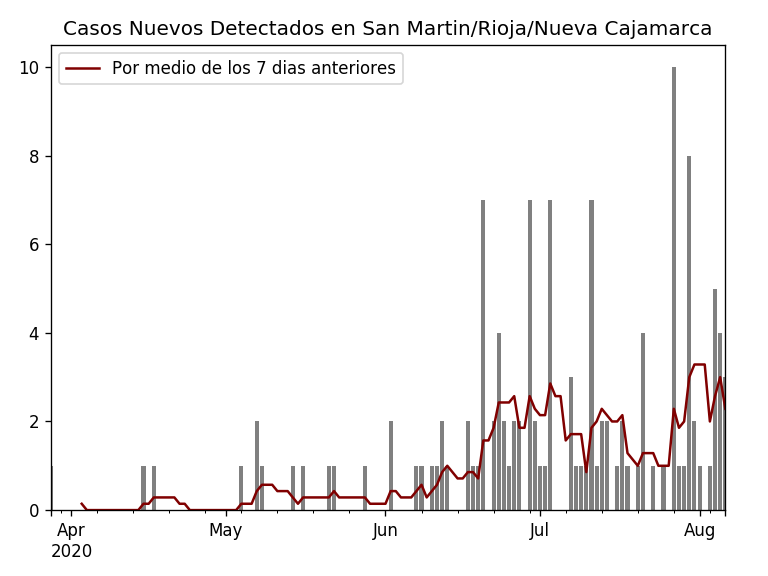 Casos Nuevos Detectados en San Martin/Rioja/Nueva Cajamarca
Por medio de los 7 dias anteriores
10
8
6
4
2
0
Apr May Jun Jul Aug
2020